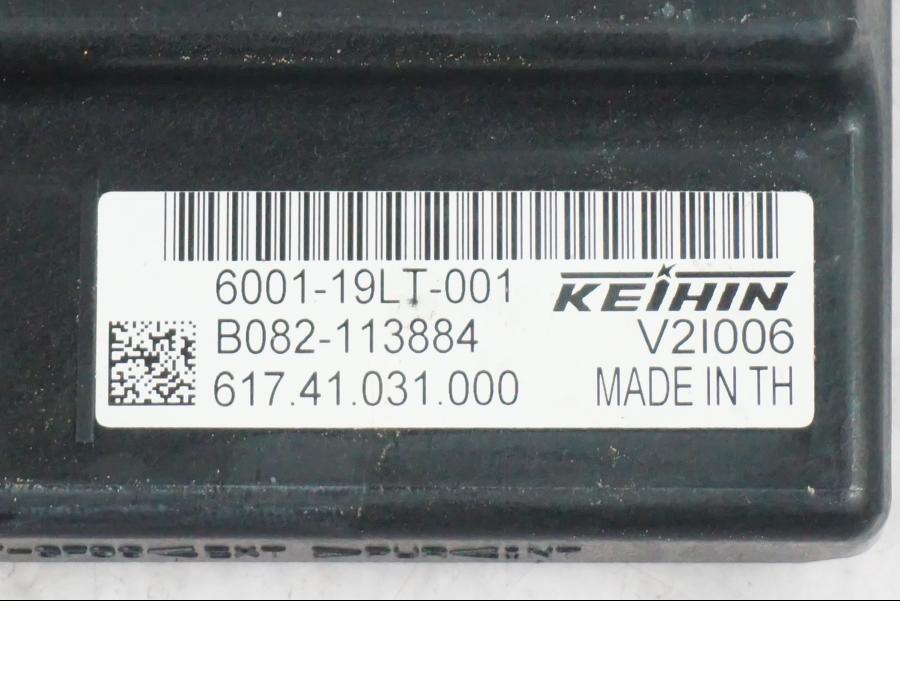 6001-19LT-001
KEIHIN
B082-113884
V2I006
617.41.031.000
MADE IN TH